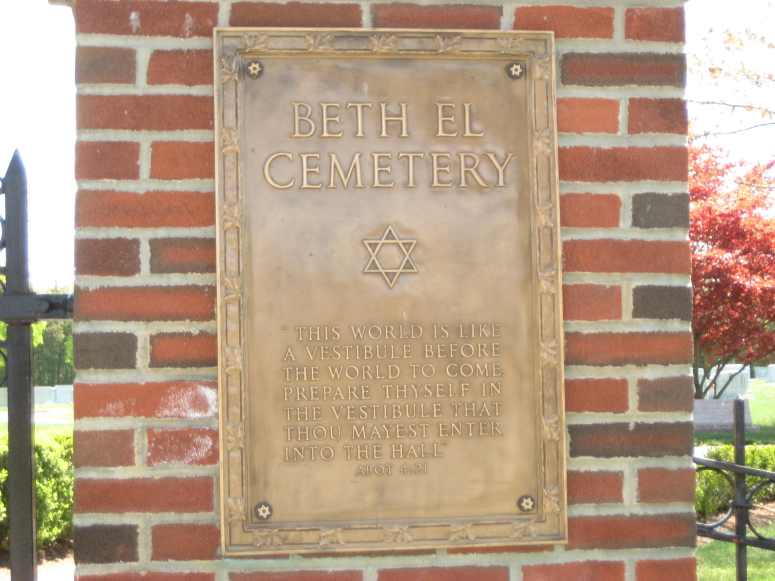 BETH EL
CEMETERY
"THIS WORLD IS LIKE
A VESTIBULE BEFORE
THE WORLD TO COME,
PREPARE THYSELF IN
THE VESTIBULE THAT
THOU MAYEST ENTER
INTO THE HALL"
ABOT 4:21